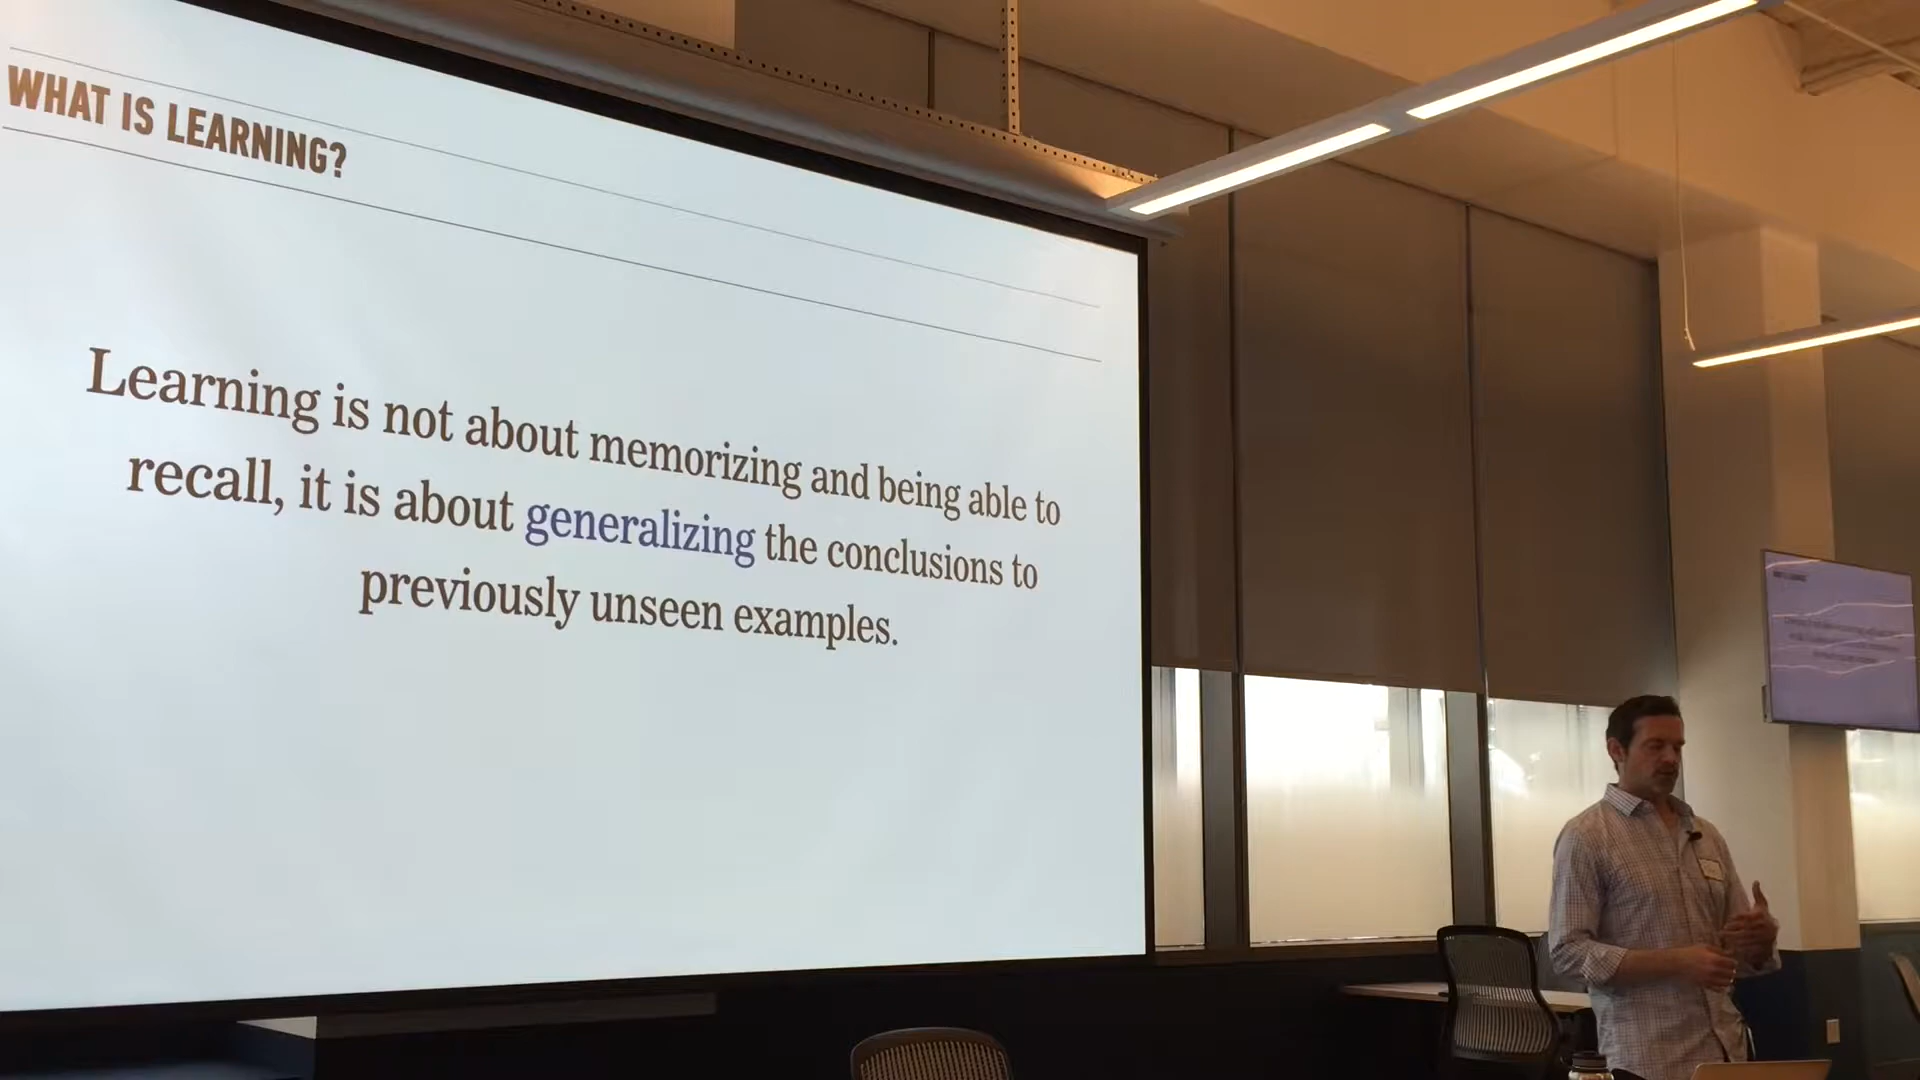 WHAT IS LEARNING?
Learning is not about memorizing and being able to
recall, it is about generalizing the conclusions to
previously unseen examples.